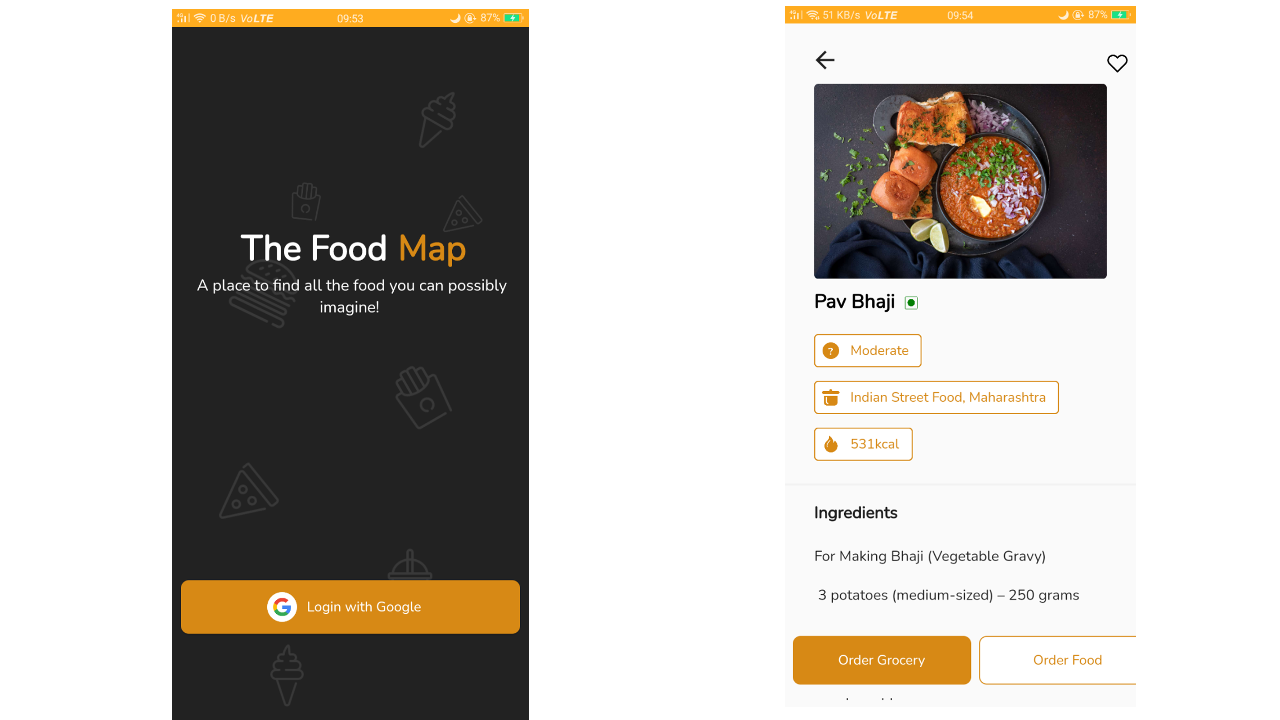 0 B/s VoLTE 09:53 87%
The Food Map
A place to find all the food you can possibly
imagine!
Login with Google
51 KB/s VoLTE 09:54 87%
Pav Bhaji
? Moderate
Indian Street Food, Maharashtra
531kcal
Ingredients
For Making Bhaji (Vegetable Gravy)
3 potatoes (medium-sized) – 250 grams
Order Grocery Order Food